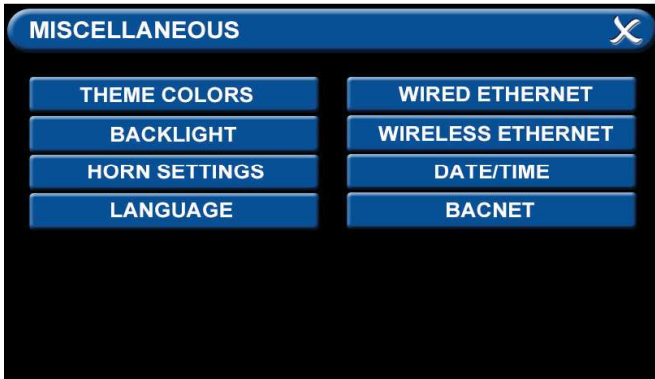 MISCELLANEOUS
THEME COLORS
WIRED ETHERNET
BACKLIGHT
WIRELESS ETHERNET
HORN SETTINGS
DATE/TIME
LANGUAGE
BACNET